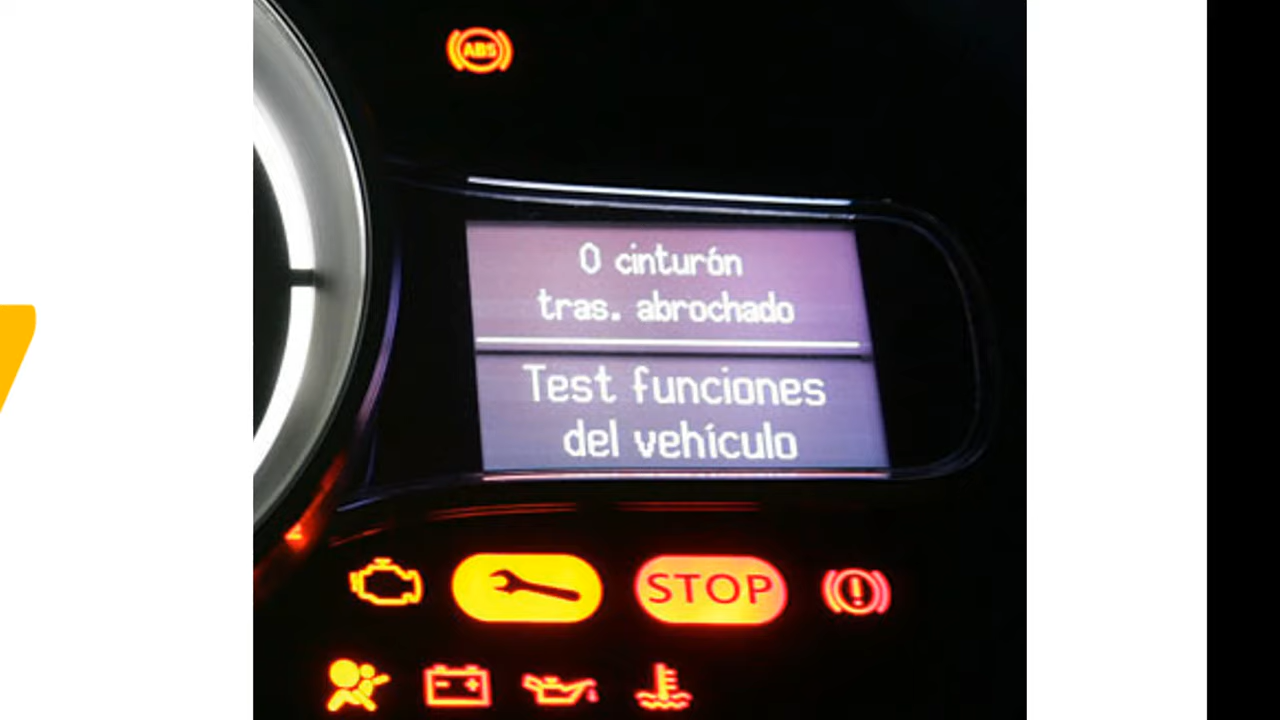 ABS
0 cinturón
tras. abrochado
Test funciones
del vehículo
STOP